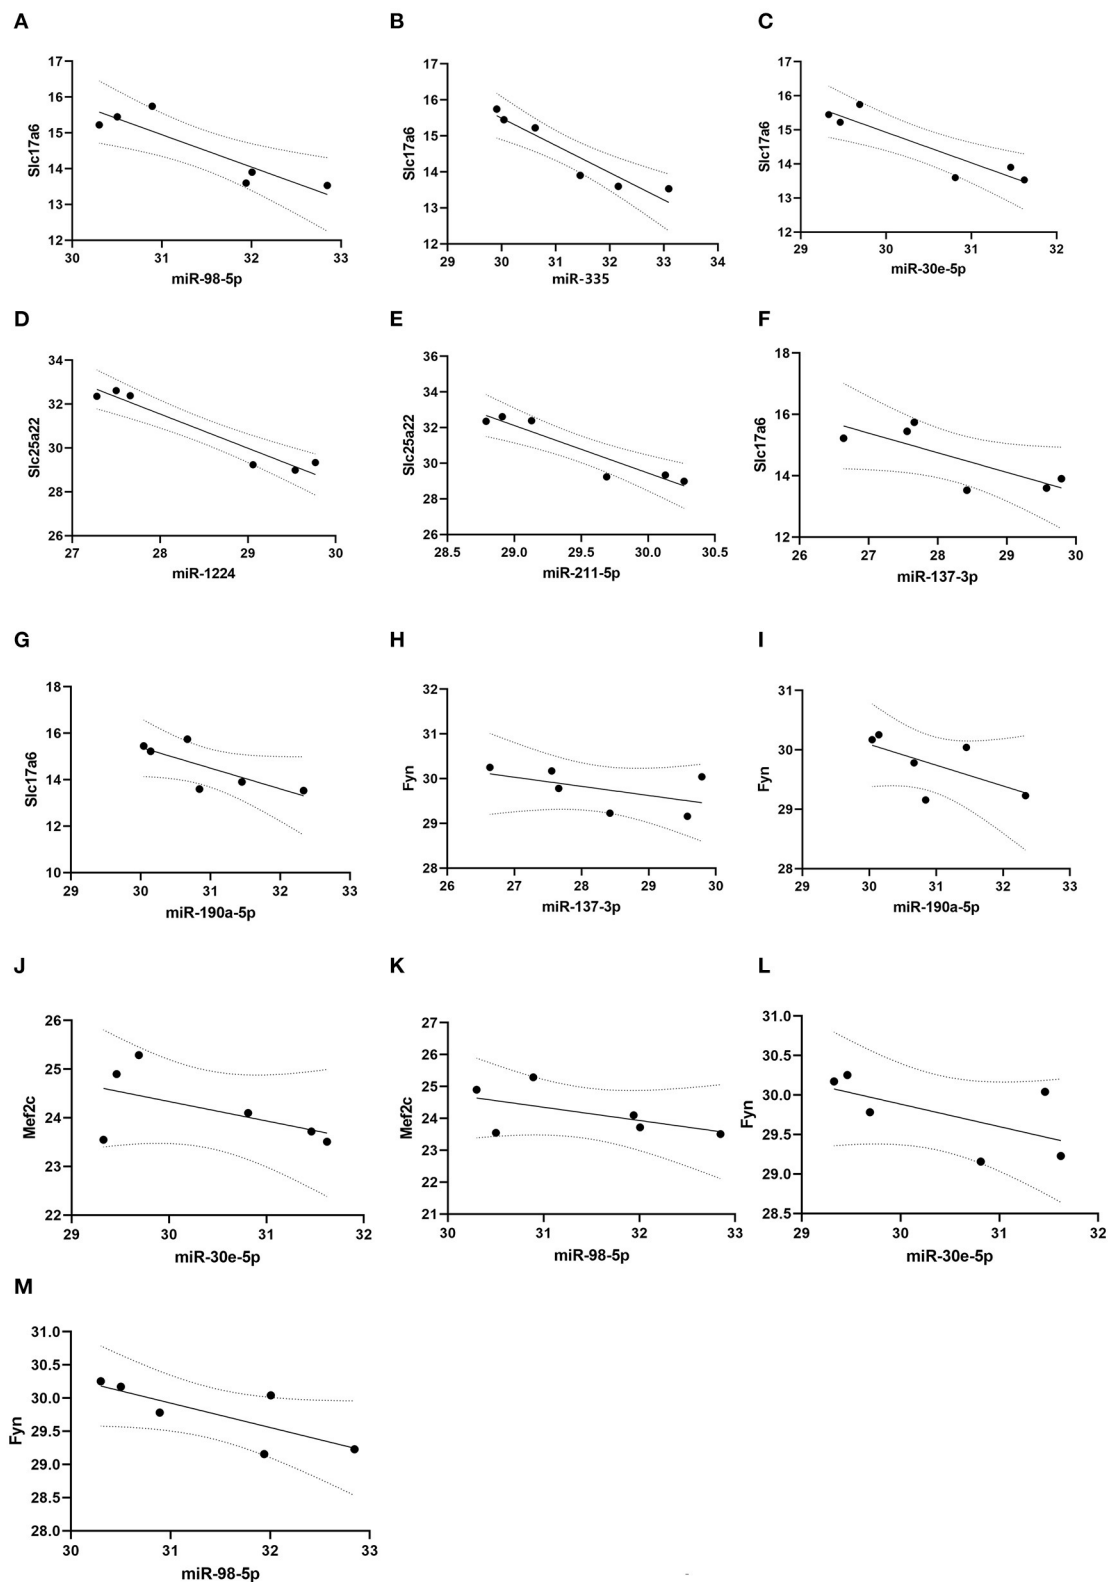 A B C
17 17 17
16 16 16
15 15 15
14 14 14
13 13 13
12 12 12
Slc17a6 Slc17a6 Slc17a6
30 31 32 33 29 30 31 32 33 34 29 30 31 32
miR-98-5p miR-335 miR-30e-5p
D E F
34 36 18
32 34 16
30 32 14
28 30 12
26 28
26
Slc25a22 Slc25a22 Slc17a6
27 28 29 30 28.5 29.0 29.5 30.0 30.5 26 27 28 29 30
miR-1224 miR-211-5p miR-137-3p
G H I
18 32 31
16 31 30
14 30 29
12 29 28
10 28
Slc17a6 Fyn Fyn
29 30 31 32 33 26 27 28 29 30 29 30 31 32 33
miR-190a-5p miR-137-3p miR-190a-5p
J K L
26 27 31.0
25 26 30.5
24 25 30.0
23 24 29.5
22 23 29.0
22 28.5
21
Mef2c Mef2c Fyn
29 30 31 32 30 31 32 33 29 30 31 32
miR-30e-5p miR-98-5p miR-30e-5p
M
31.0
30.5
30.0
29.5
29.0
28.5
28.0
Fyn
30 31 32 33
miR-98-5p